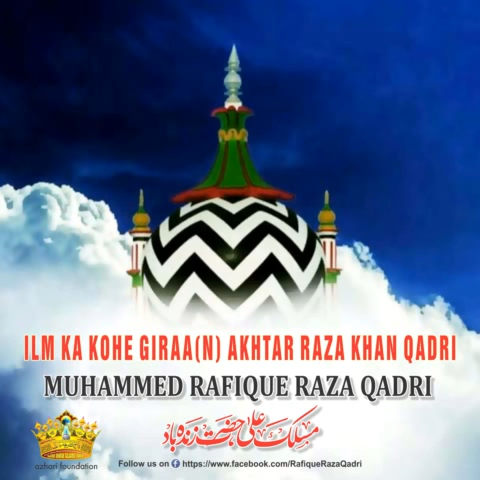 ILM KA KOHE GIRAA(N) AKHTAR RAZA KHAN QADRI
MUHAMMED RAFIQUE RAZA QADRI
مسلک اعلیٰ حضرت زندہ باد
azhari foundation
Follow us on https://www.facebook.com/RafiqueRazaQadri